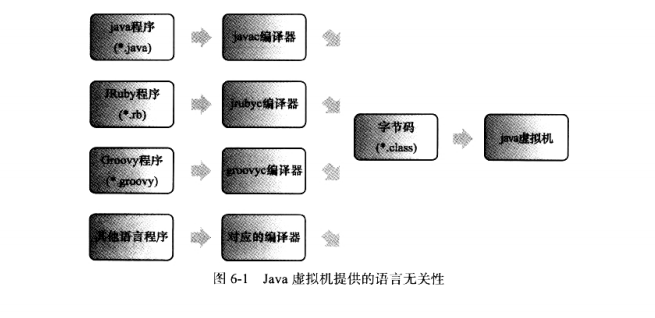 java程序
(*.java)
javac编译器
JRuby程序
(*.rb)
jrubyc编译器
Groovy程序
(*.groovy)
groovyc编译器
其他语言程序
对应的编译器
字节码
(*.class)
java虚拟机
图 6-1 Java 虚拟机提供的语言无关性